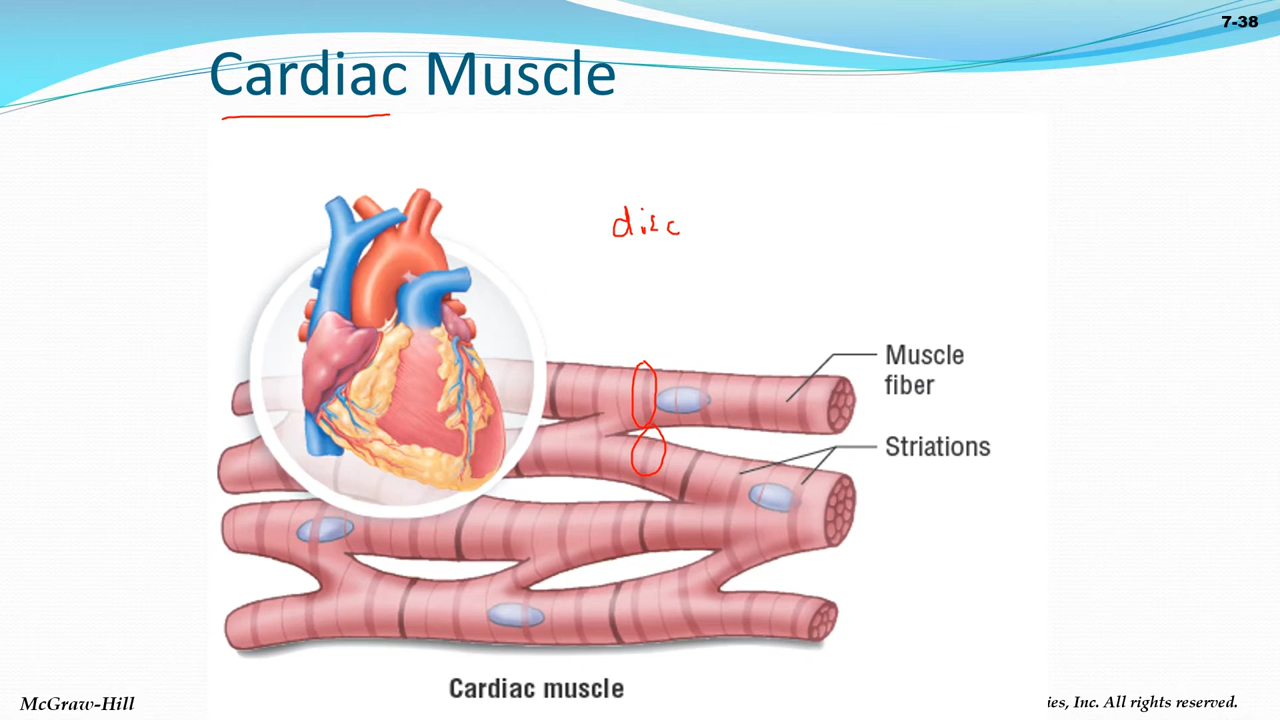 7-38
Cardiac Muscle
disc
Muscle
fiber
Striations
Cardiac muscle
McGraw-Hill
ies, Inc. All rights reserved.